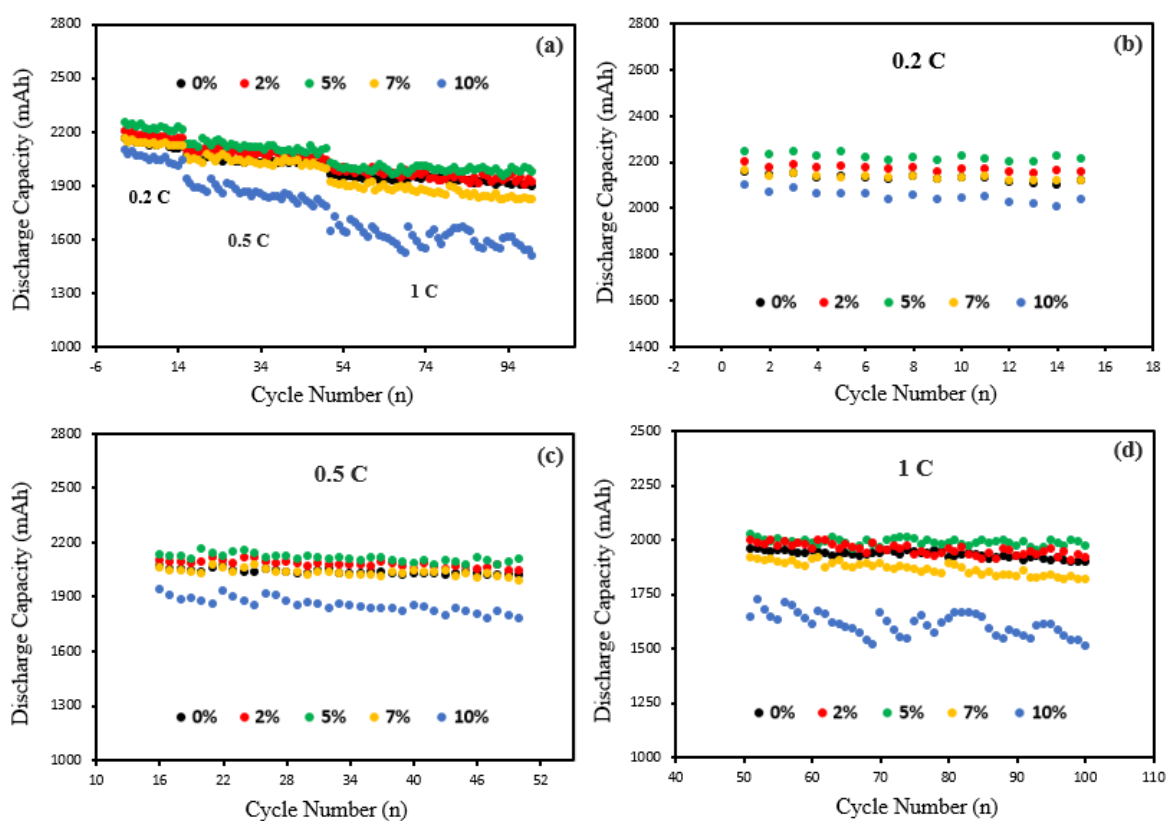 (a)
2800
2500
2200
1900
1600
1300
1000
Discharge Capacity (mAh)
0% 2% 5% 7% 10%
0.2 C
0.5 C
1 C
-6 14 34 54 74 94
Cycle Number (n)
(b)
0.2 C
2800
2600
2400
2200
2000
1800
1600
1400
Discharge Capacity (mAh)
0% 2% 5% 7% 10%
-2 0 2 4 6 8 10 12 14 16 18
Cycle Number (n)
(c)
0.5 C
2800
2500
2200
1900
1600
1300
1000
Discharge Capacity (mAh)
0% 2% 5% 7% 10%
10 16 22 28 34 40 46 52
Cycle Number (n)
(d)
1 C
2500
2250
2000
1750
1500
1250
1000
Discharge Capacity (mAh)
0% 2% 5% 7% 10%
40 50 60 70 80 90 100 110
Cycle Number (n)